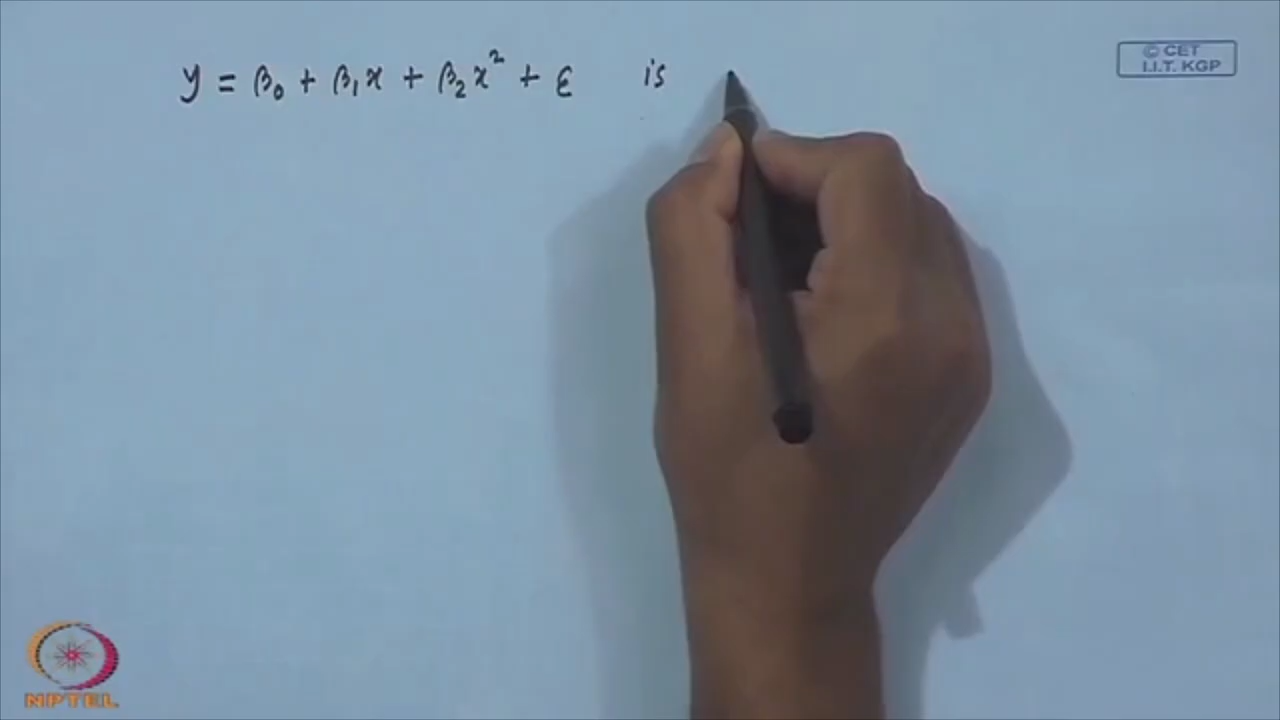 y = β₀ + β₁x + β₂x² + ε is
© CET
I.I.T. KGP
NPTEL